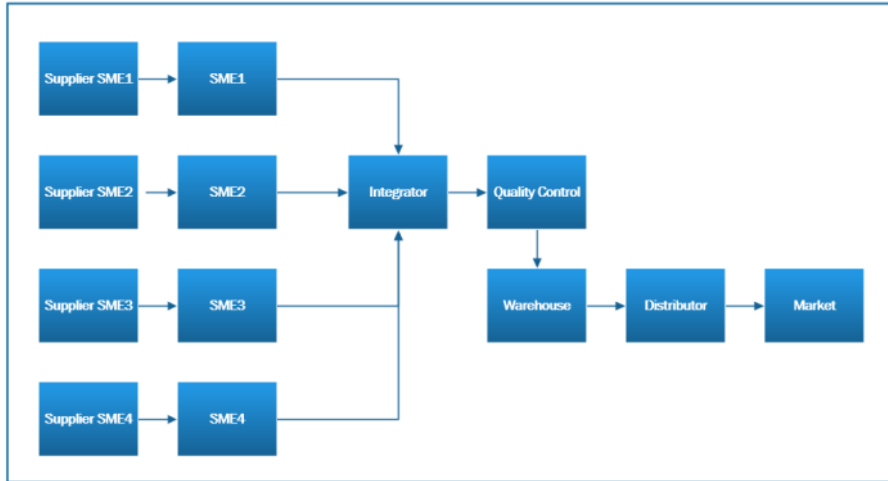 Supplier SME1
SME1
Supplier SME2
SME2
Integrator
Quality Control
Supplier SME3
SME3
Warehouse
Distributor
Market
Supplier SME4
SME4